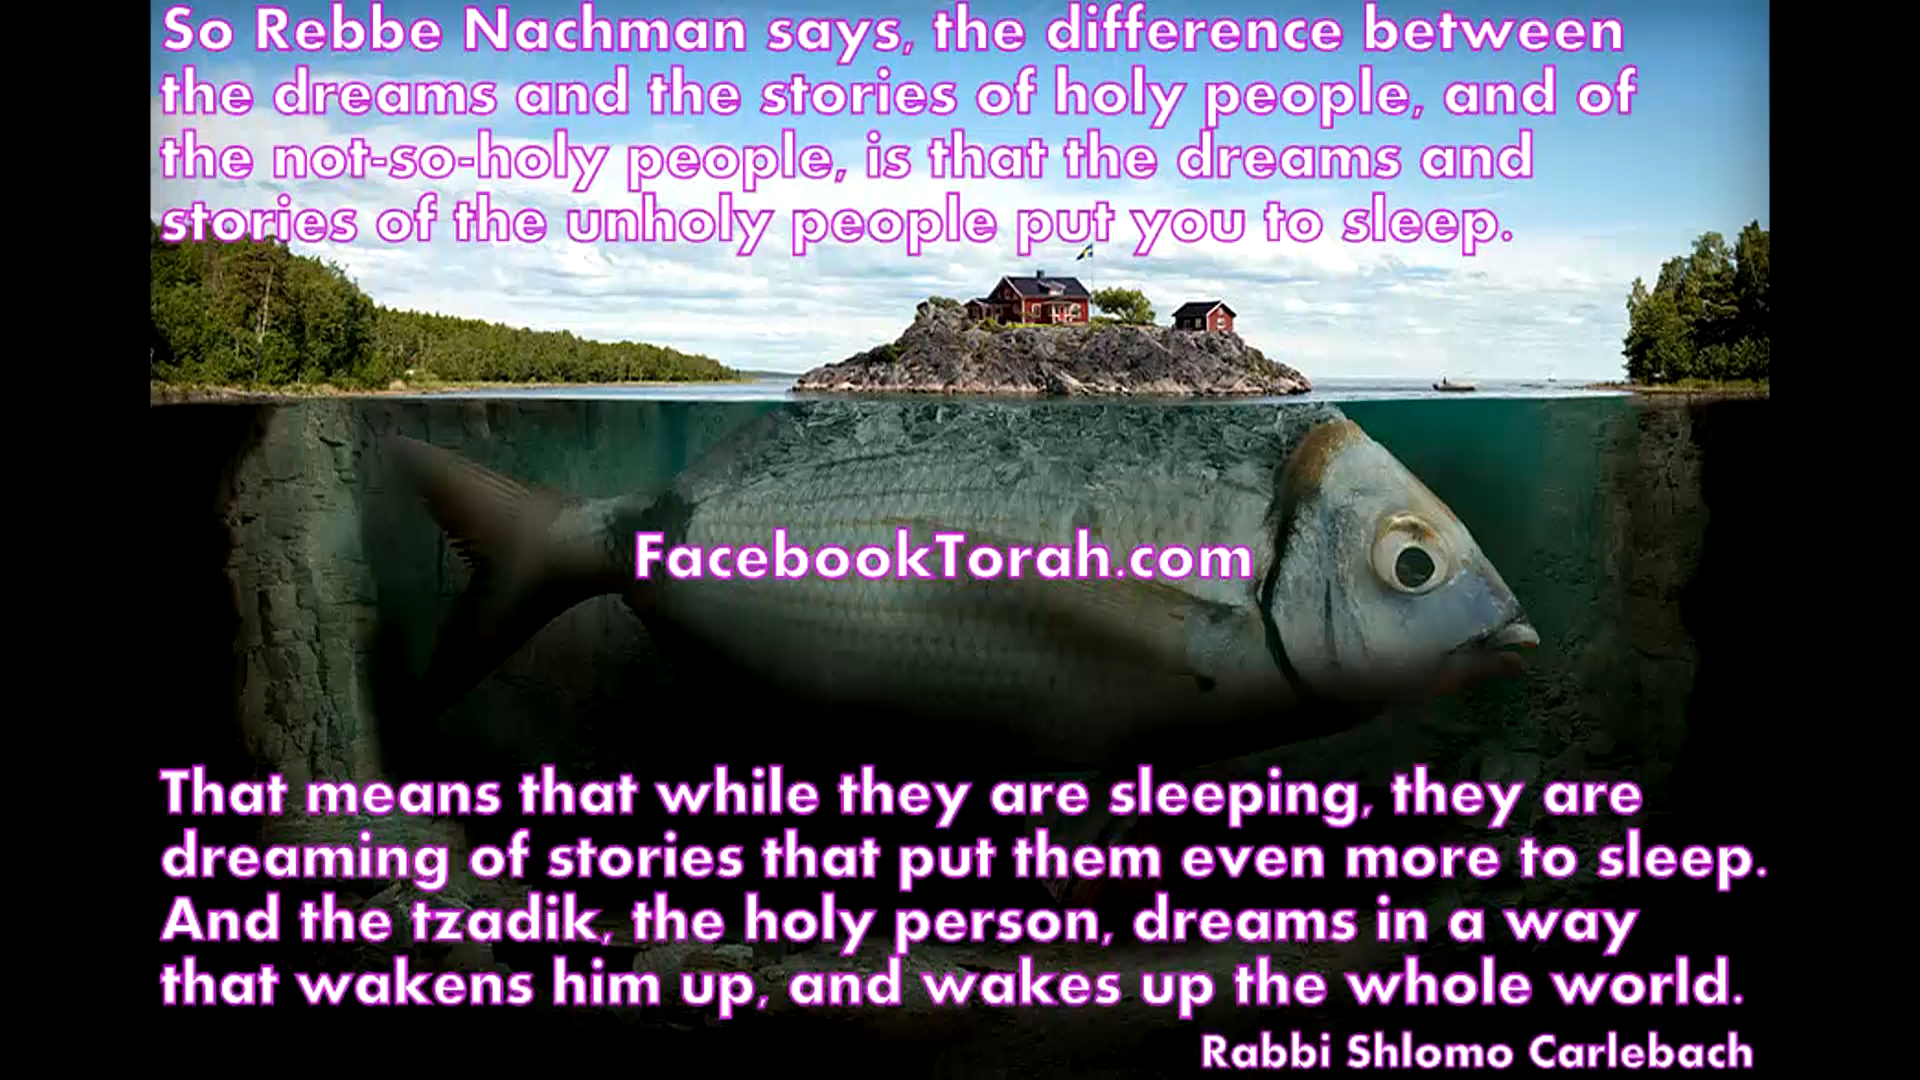 So Rebbe Nachman says, the difference between
the dreams and the stories of holy people, and of
the not-so-holy people, is that the dreams and
stories of the unholy people put you to sleep.
FacebookTorah.com
That means that while they are sleeping, they are
dreaming of stories that put them even more to sleep.
And the tzadik, the holy person, dreams in a way
that wakens him up, and wakes up the whole world.
Rabbi Shlomo Carlebach